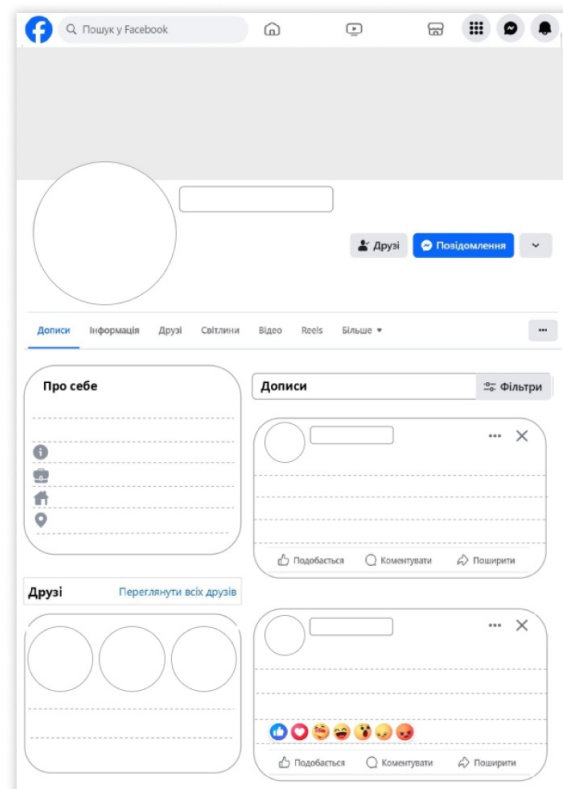 Пошук у Facebook
Друзі
Повідомлення
Дописи Інформація Друзі Світлини Відео Reels Більше
Про себе
Дописи
Фільтри
Подобається Коментувати Поширити
Друзі
Переглянути всіх друзів
Подобається Коментувати Поширити